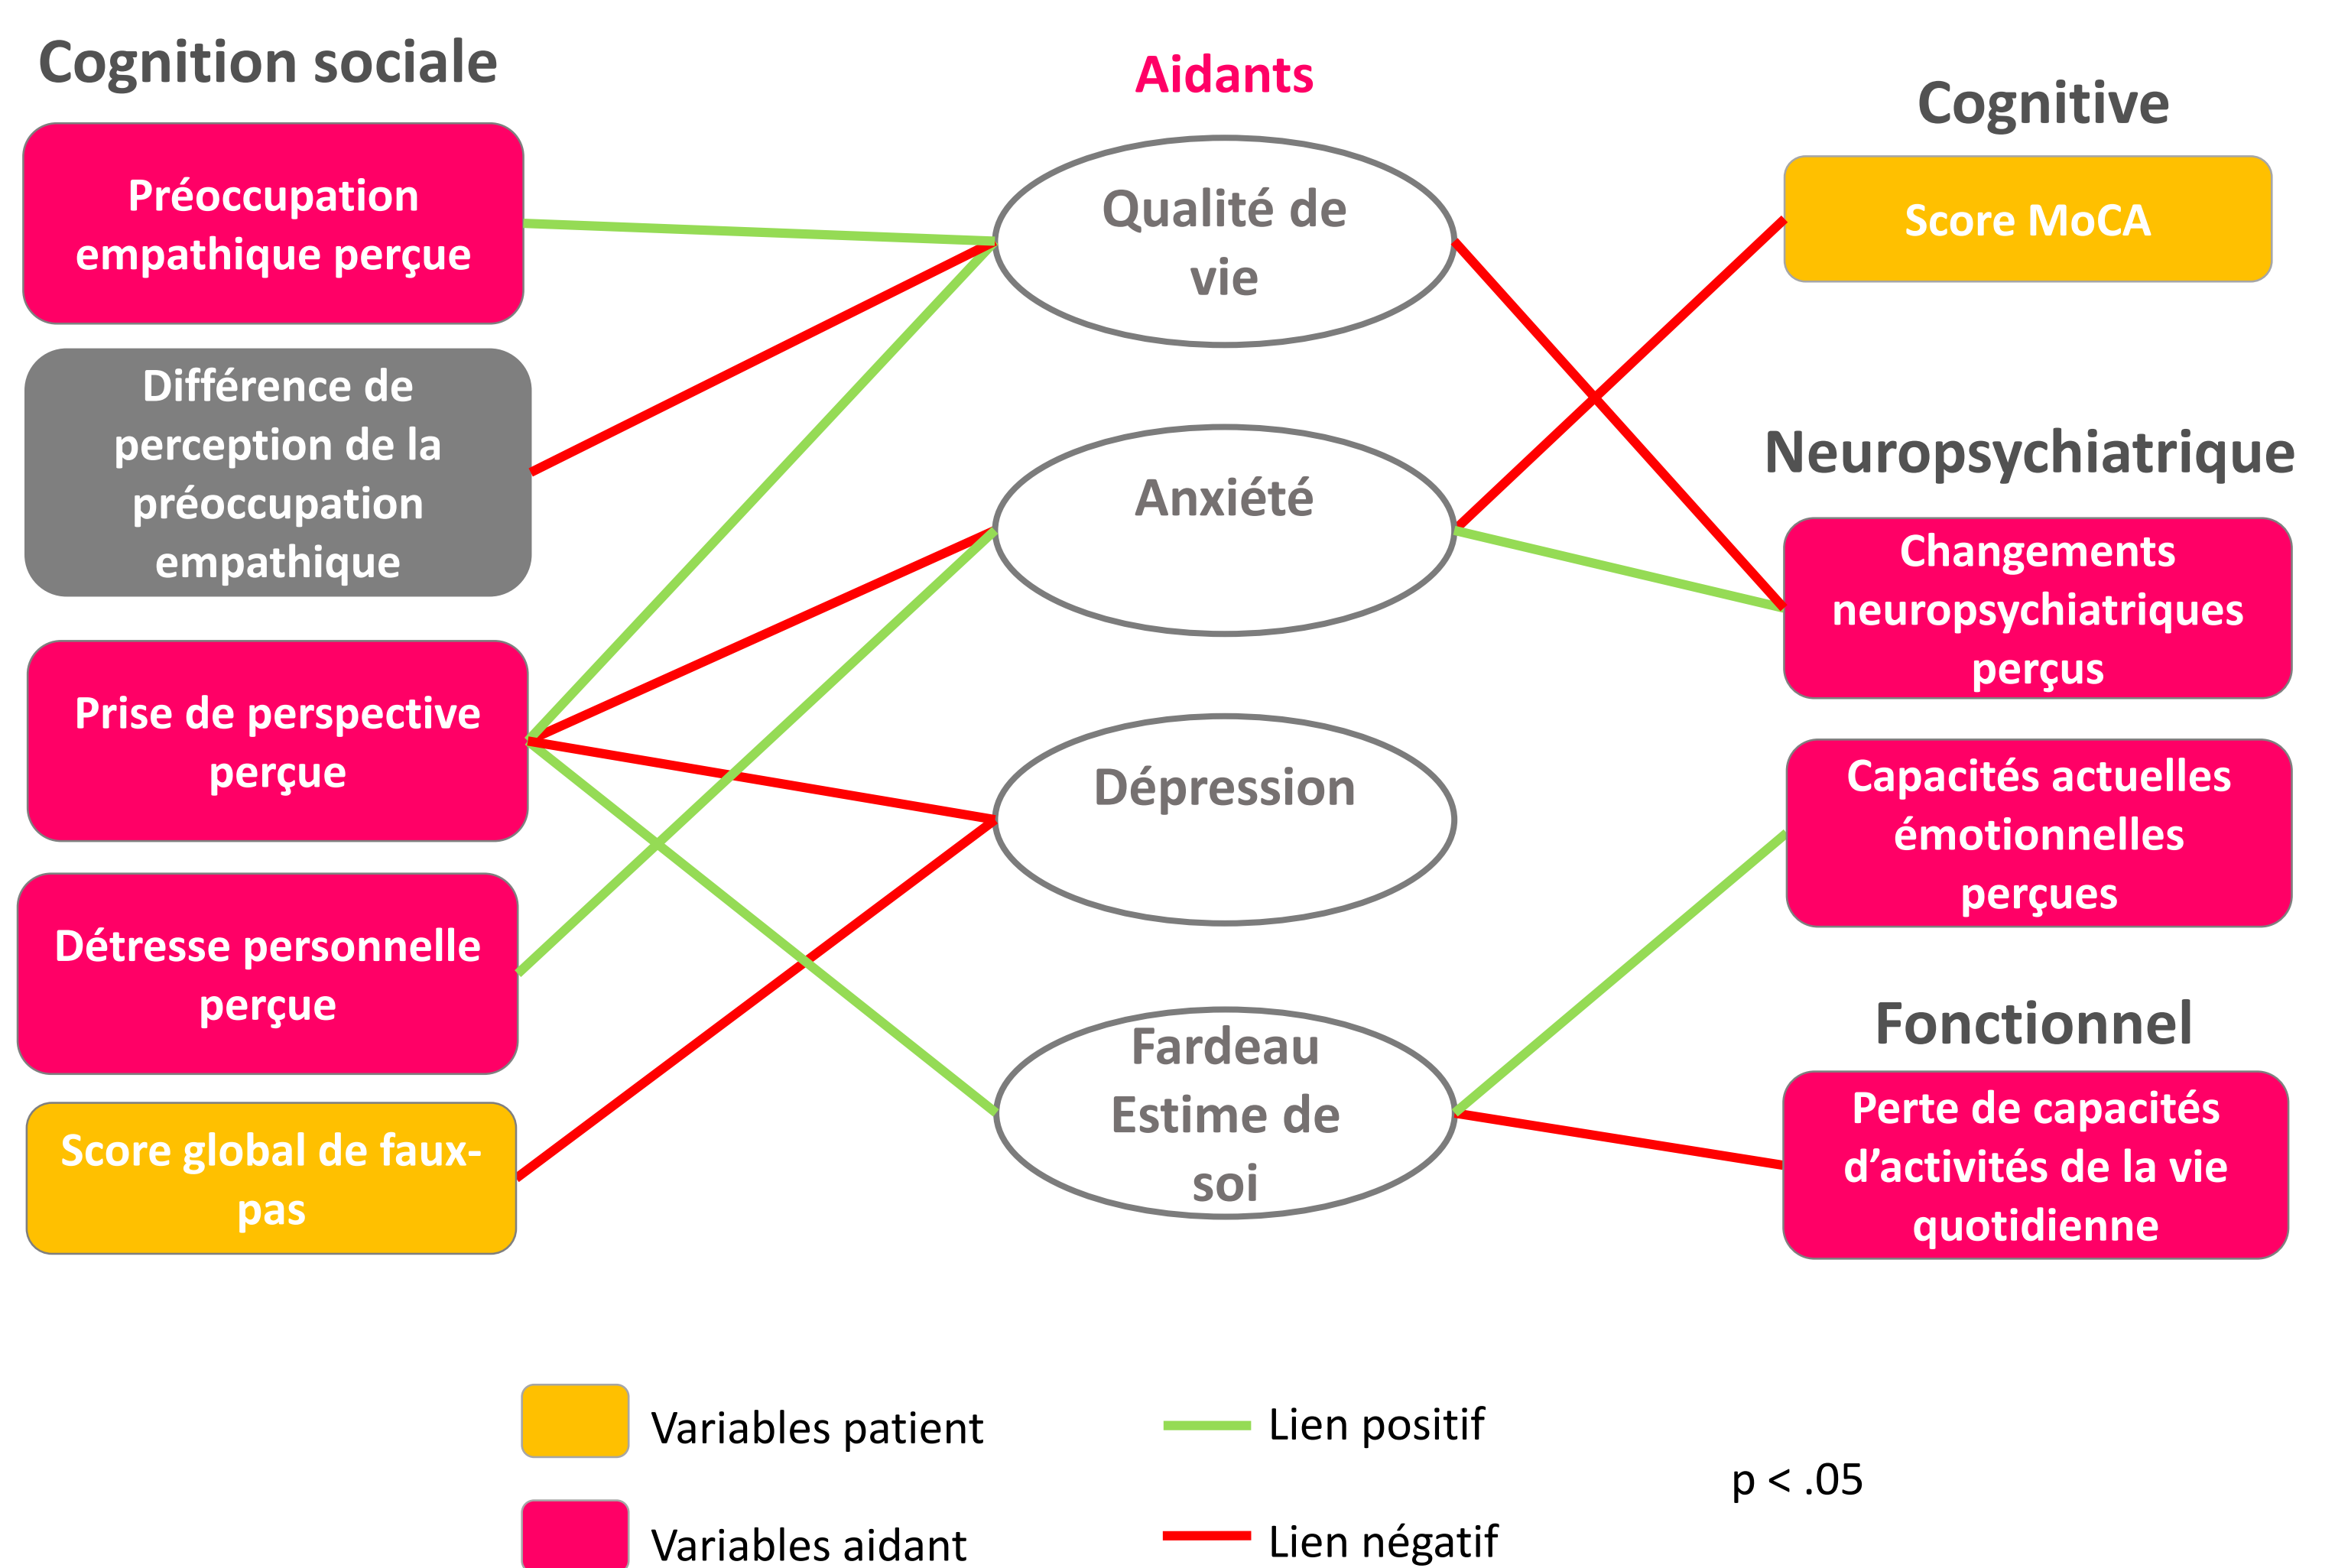 Cognition sociale
Préoccupation
empathique perçue
Différence de
perception de la
préoccupation
empathique
Prise de perspective
perçue
Détresse personnelle
perçue
Score global de faux-
pas
Aidants
Qualité de
vie
Anxiété
Dépression
Fardeau
Estime de
soi
Cognitive
Score MoCA
Neuropsychiatrique
Changements
neuropsychiatriques
perçus
Capacités actuelles
émotionnelles
perçues
Fonctionnel
Perte de capacités
d’activités de la vie
quotidienne
Variables patient
Variables aidant
Lien positif
Lien négatif
p < .05